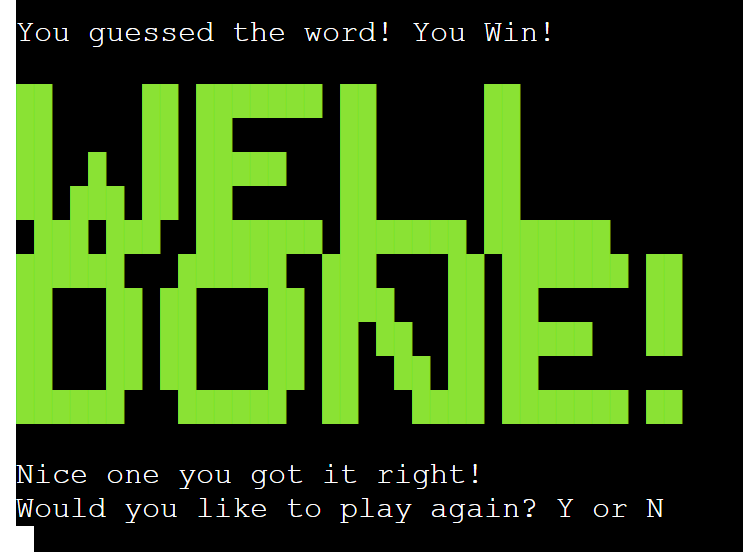 You guessed the word! You Win!
WELL
DONE!
Nice one you got it right!
Would you like to play again? Y or N